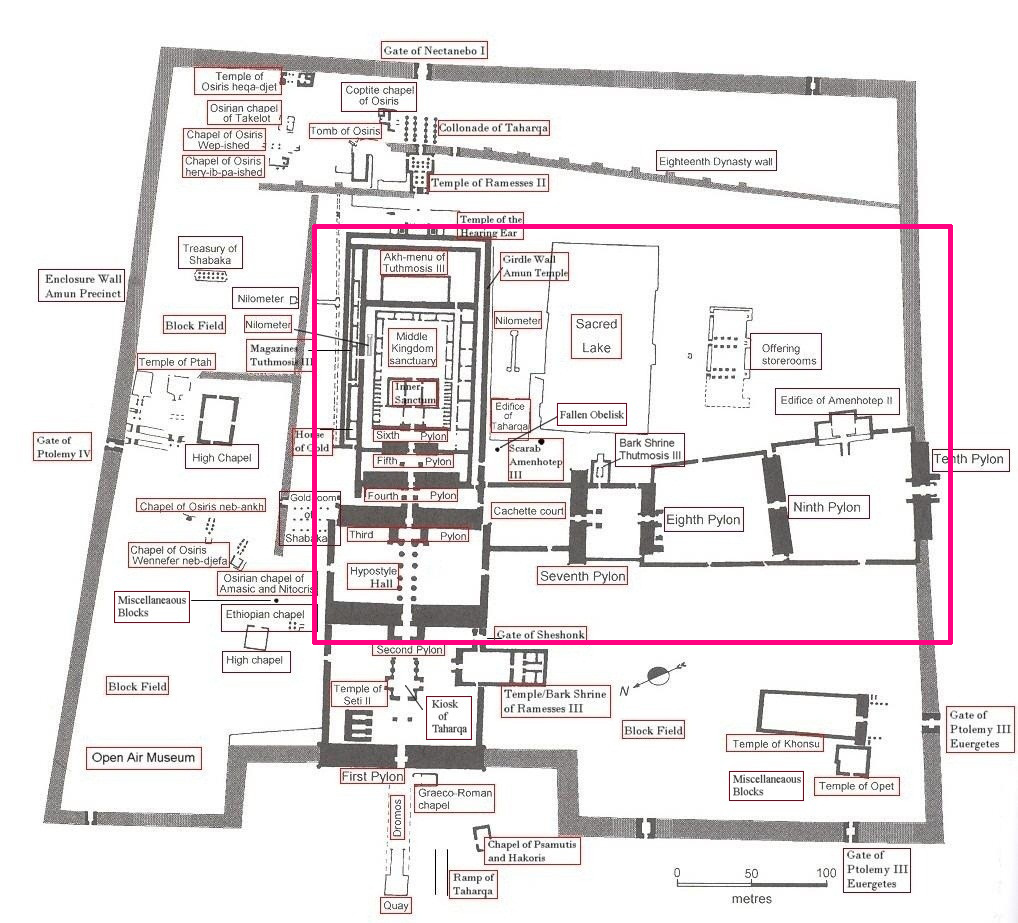 Gate of Nectanebo I
Temple of
Osiris heqa-djet
Coptite chapel
of Osiris
Osirian chapel
of Takelot
Tomb of Osiris
Collonade of Taharqa
Chapel of Osiris
Wep-ished
Chapel of Osiris
hery-ib-pa-ished
Eighteenth Dynasty wall
Temple of Ramesses II
Temple of the
Hearing Ear
Treasury of
Shabaka
Akh-menu of
Tuthmosis III
Girdle Wall
Amun Temple
Enclosure Wall
Amun Precinct
Nilometer
Block Field
Nilometer
Nilometer
Sacred
Lake
Middle
Kingdom
sanctuary
Magazines
Tuthmosis III
Offering
storerooms
Temple of Ptah
Inner
Sanctum
Edifice
of
Taharqa
Fallen Obelisk
Edifice of Amenhotep II
Gate of
Ptolemy IV
High Chapel
House
of Gold
Sixth Pylon
Fifth Pylon
Scarab
Amenhotep
III
Bark Shrine
Thutmosis III
Tenth Pylon
Fourth Pylon
Gold room
of
Shabaka
Cachette court
Eighth Pylon
Ninth Pylon
Chapel of Osiris neb-ankh
Third Pylon
Chapel of Osiris
Wennefer neb-djefa
Hypostyle
Hall
Seventh Pylon
Osirian chapel of
Amasic and Nitocris
Miscellaneaous
Blocks
Ethiopian chapel
Gate of Sheshonk
High chapel
Second Pylon
N
Block Field
Temple of
Seti II
Kiosk
of
Taharqa
Temple/Bark Shrine
of Ramesses III
Block Field
Gate of
Ptolemy III
Euergetes
Temple of Khonsu
Open Air Museum
First Pylon
Graeco-Roman
chapel
Miscellaneaous
Blocks
Temple of Opet
Dromos
Chapel of Psamutis
and Hakoris
Gate of
Ptolemy III
Euergetes
Ramp of
Taharqa
Quay
0 50 100
metres